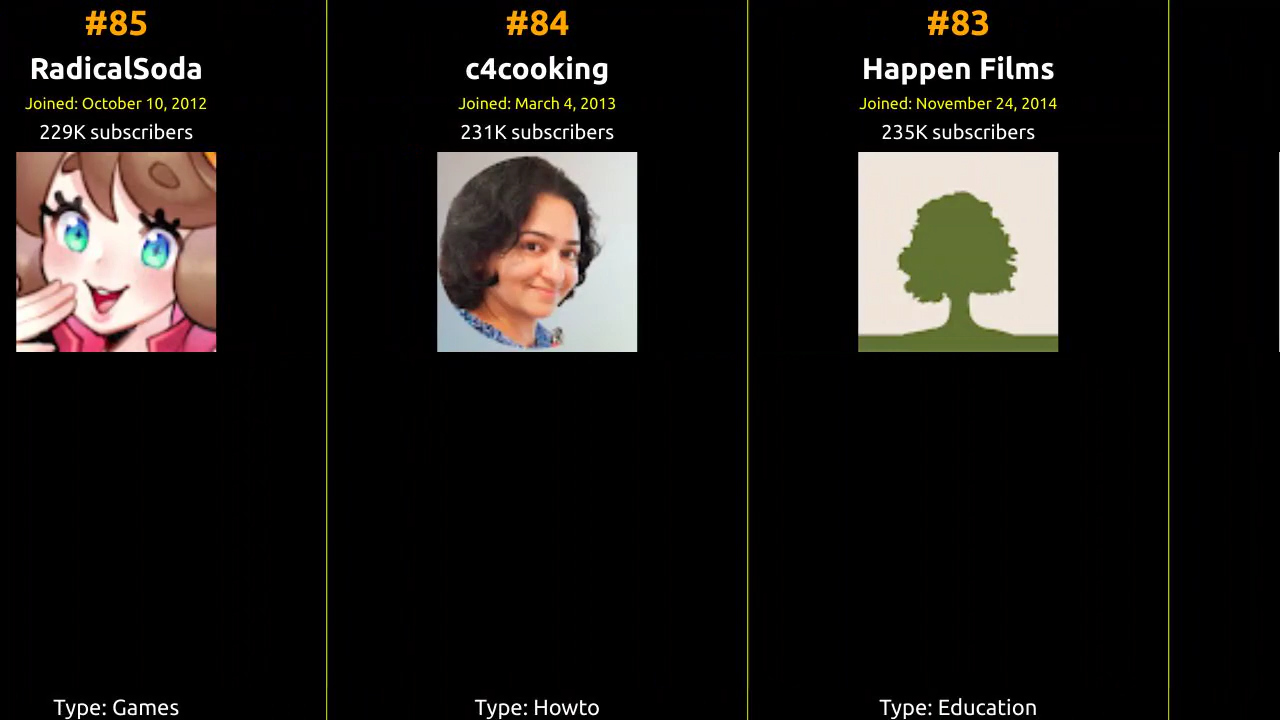 #85
RadicalSoda
Joined: October 10, 2012
229K subscribers
Type: Games
#84
c4cooking
Joined: March 4, 2013
231K subscribers
Type: Howto
#83
Happen Films
Joined: November 24, 2014
235K subscribers
Type: Education